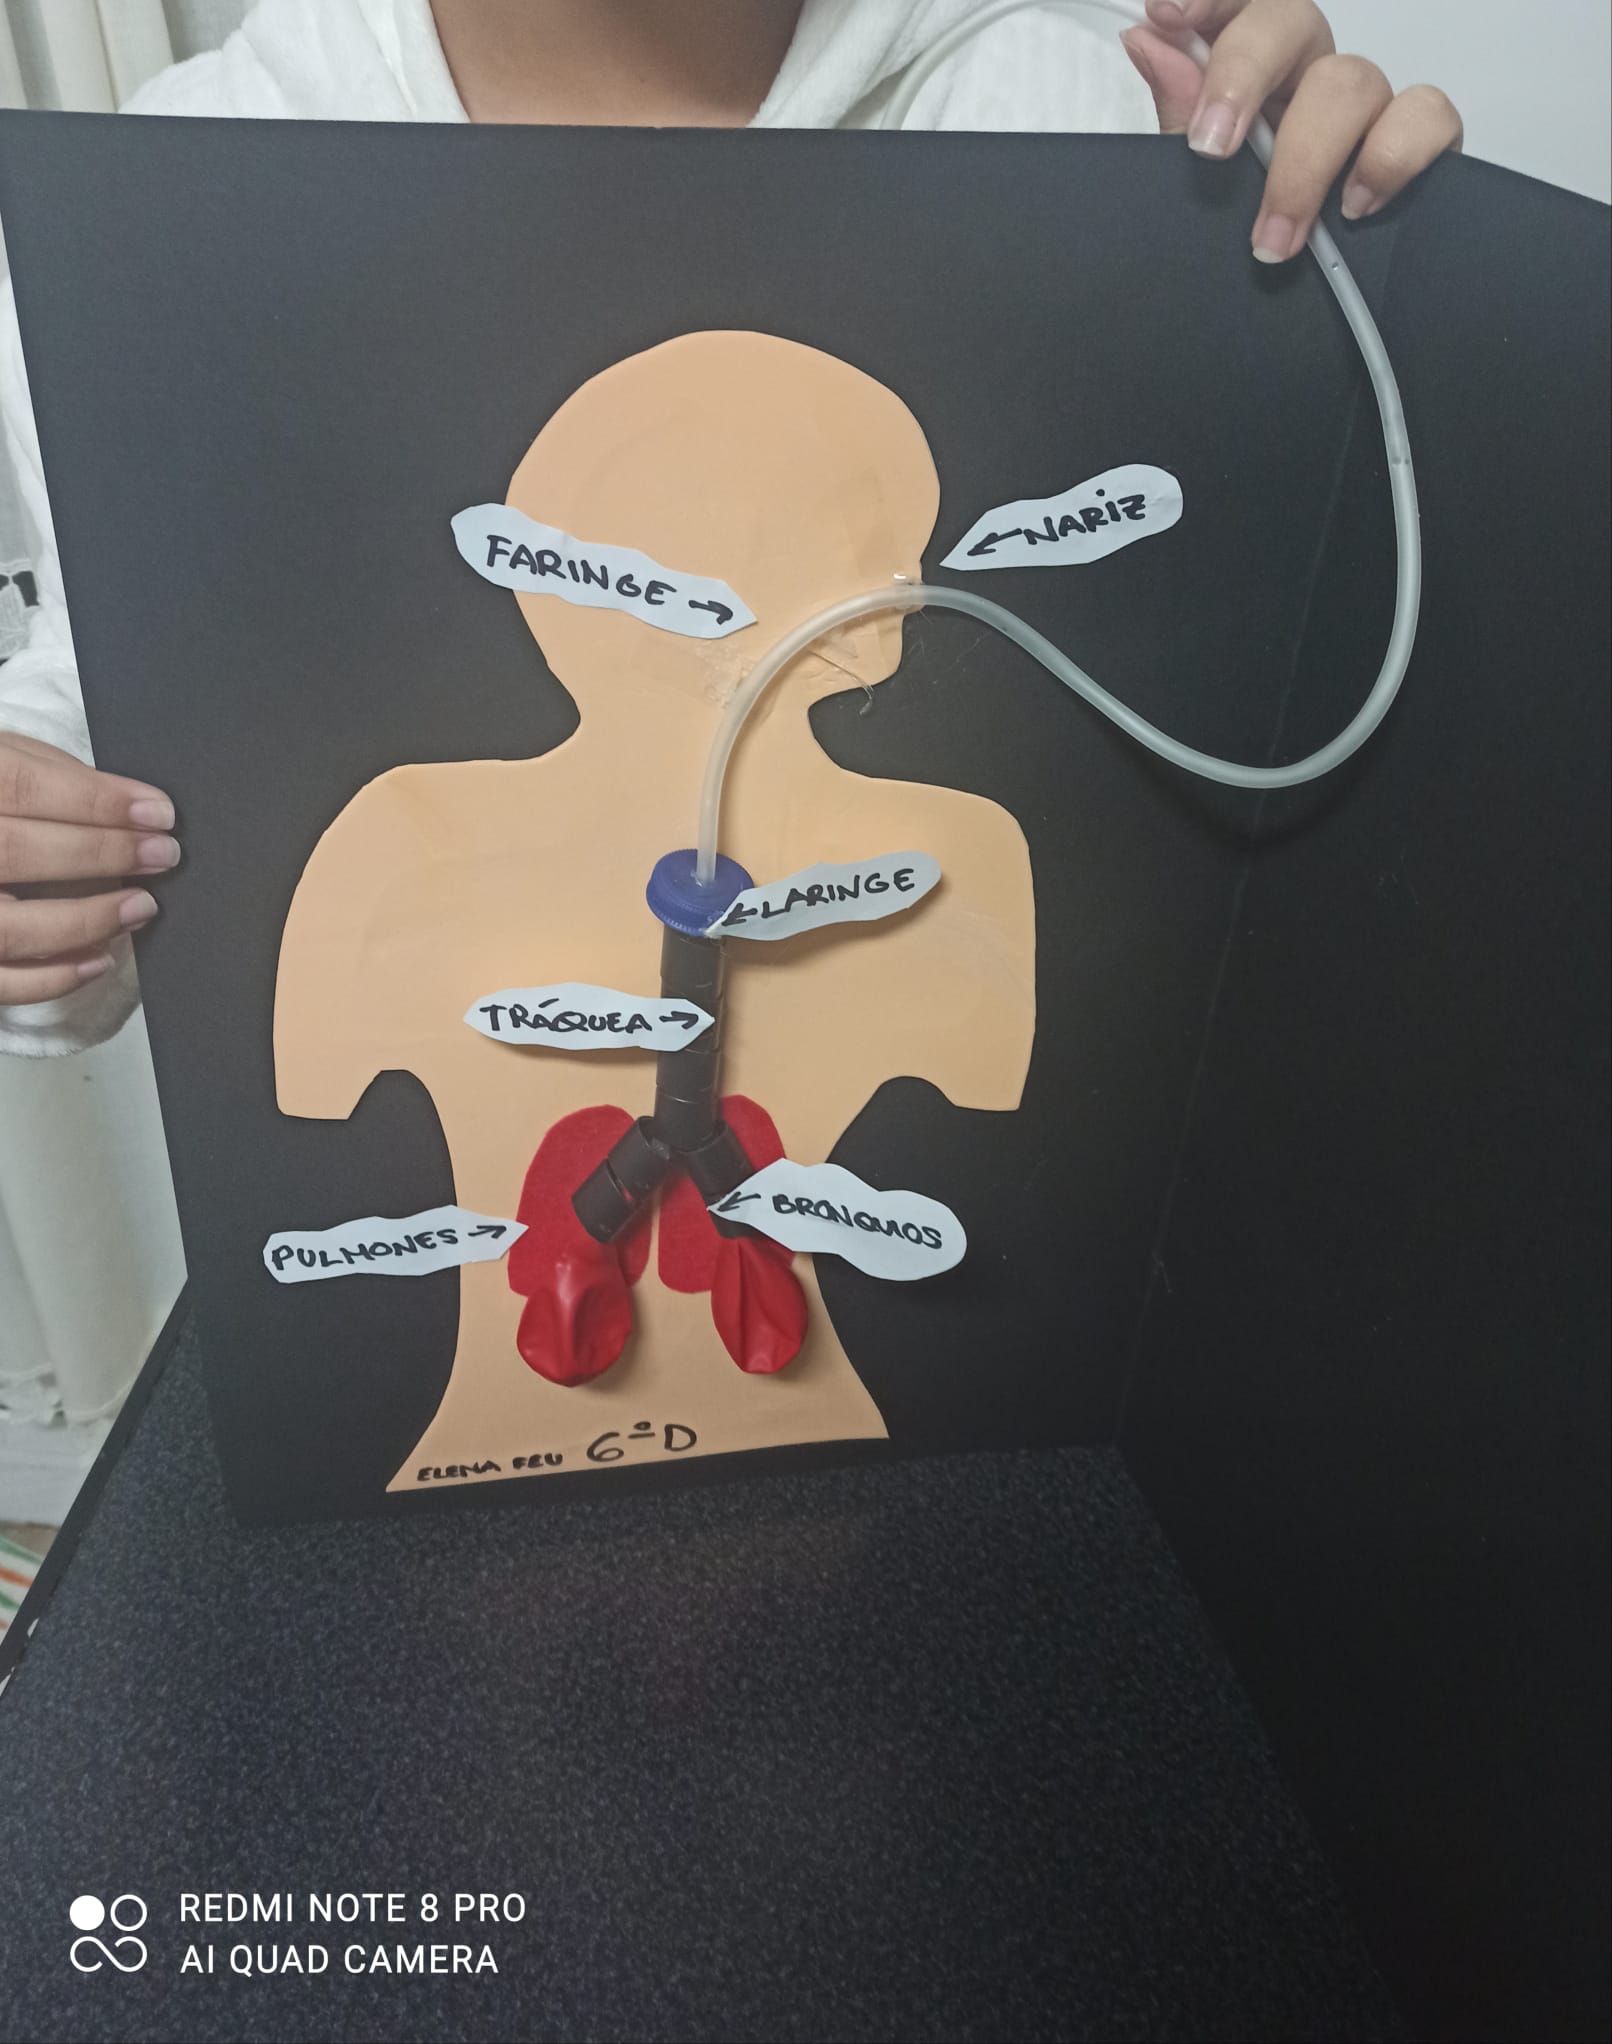 NARIZ
FARINGE
LARINGE
TRÁQUEA
BRONQUIOS
PULMONES
ELENA FEU 6º D
REDMI NOTE 8 PRO
AI QUAD CAMERA